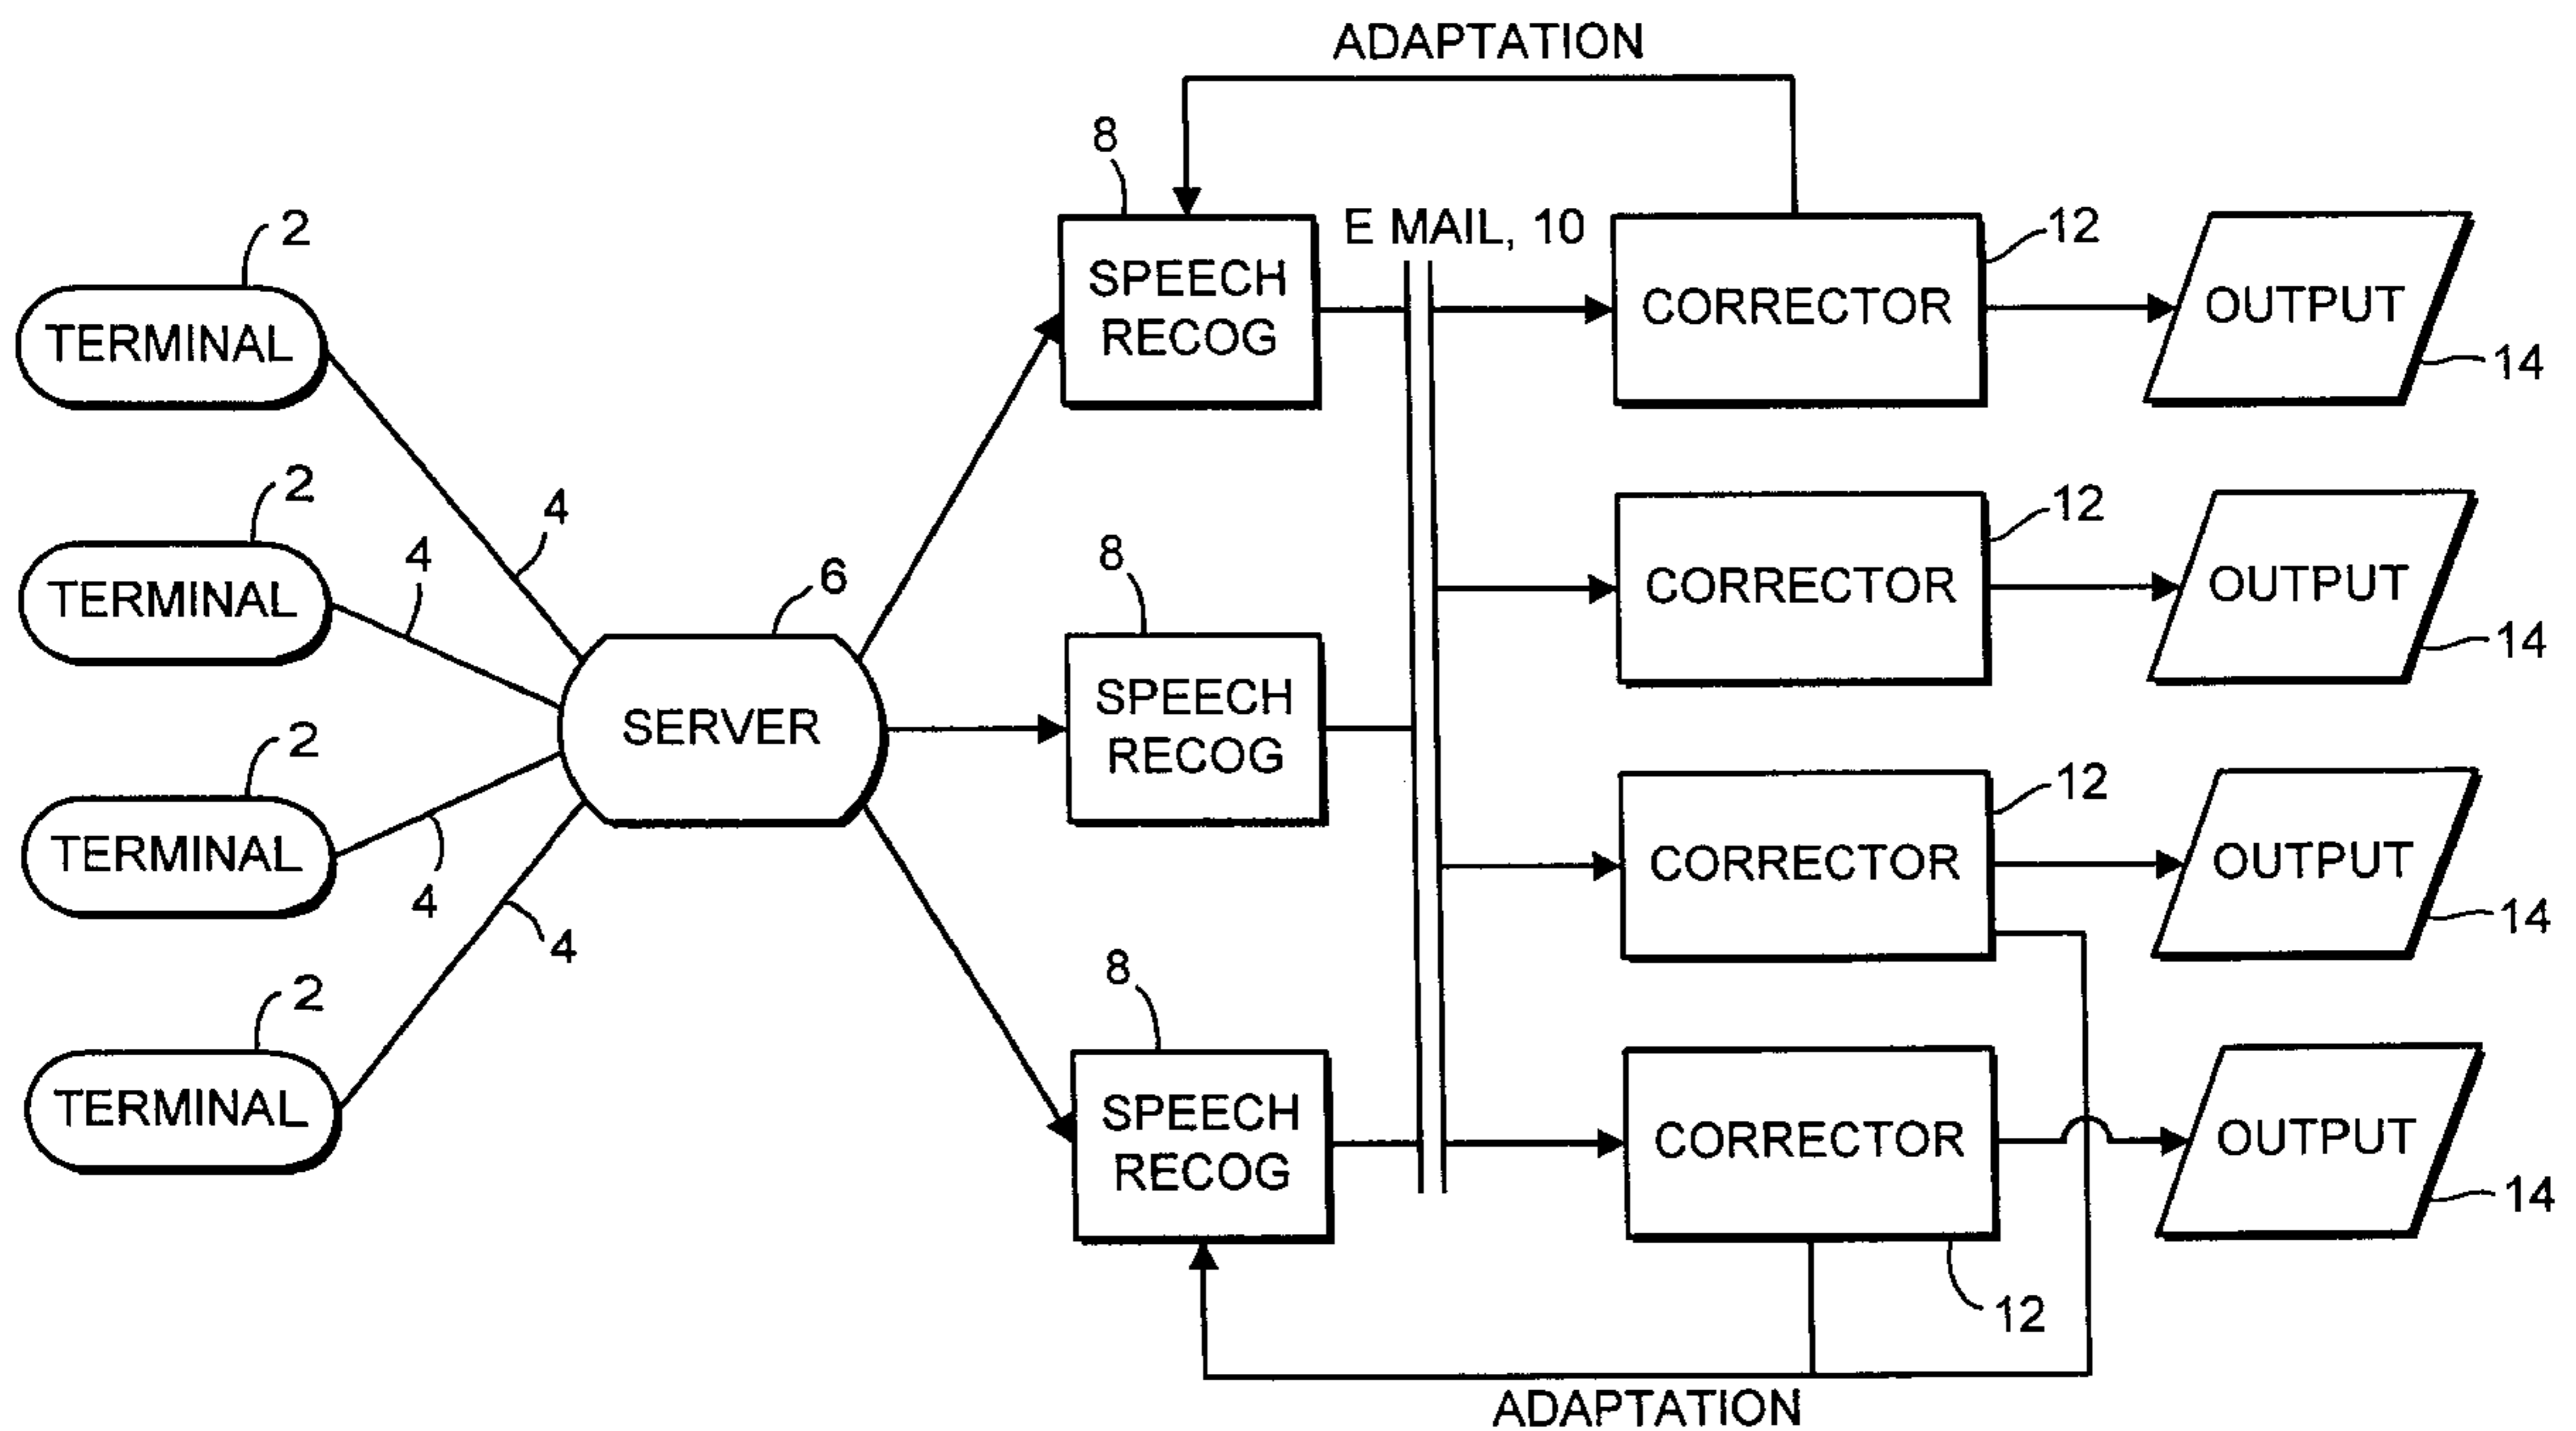 ADAPTATION
8
E MAIL, 10
2
TERMINAL
SPEECH
RECOG
CORRECTOR
12
OUTPUT
14
2
TERMINAL
4
4
6
SERVER
8
SPEECH
RECOG
CORRECTOR
12
OUTPUT
14
2
TERMINAL
4
4
CORRECTOR
12
OUTPUT
14
2
TERMINAL
8
SPEECH
RECOG
CORRECTOR
12
OUTPUT
14
ADAPTATION